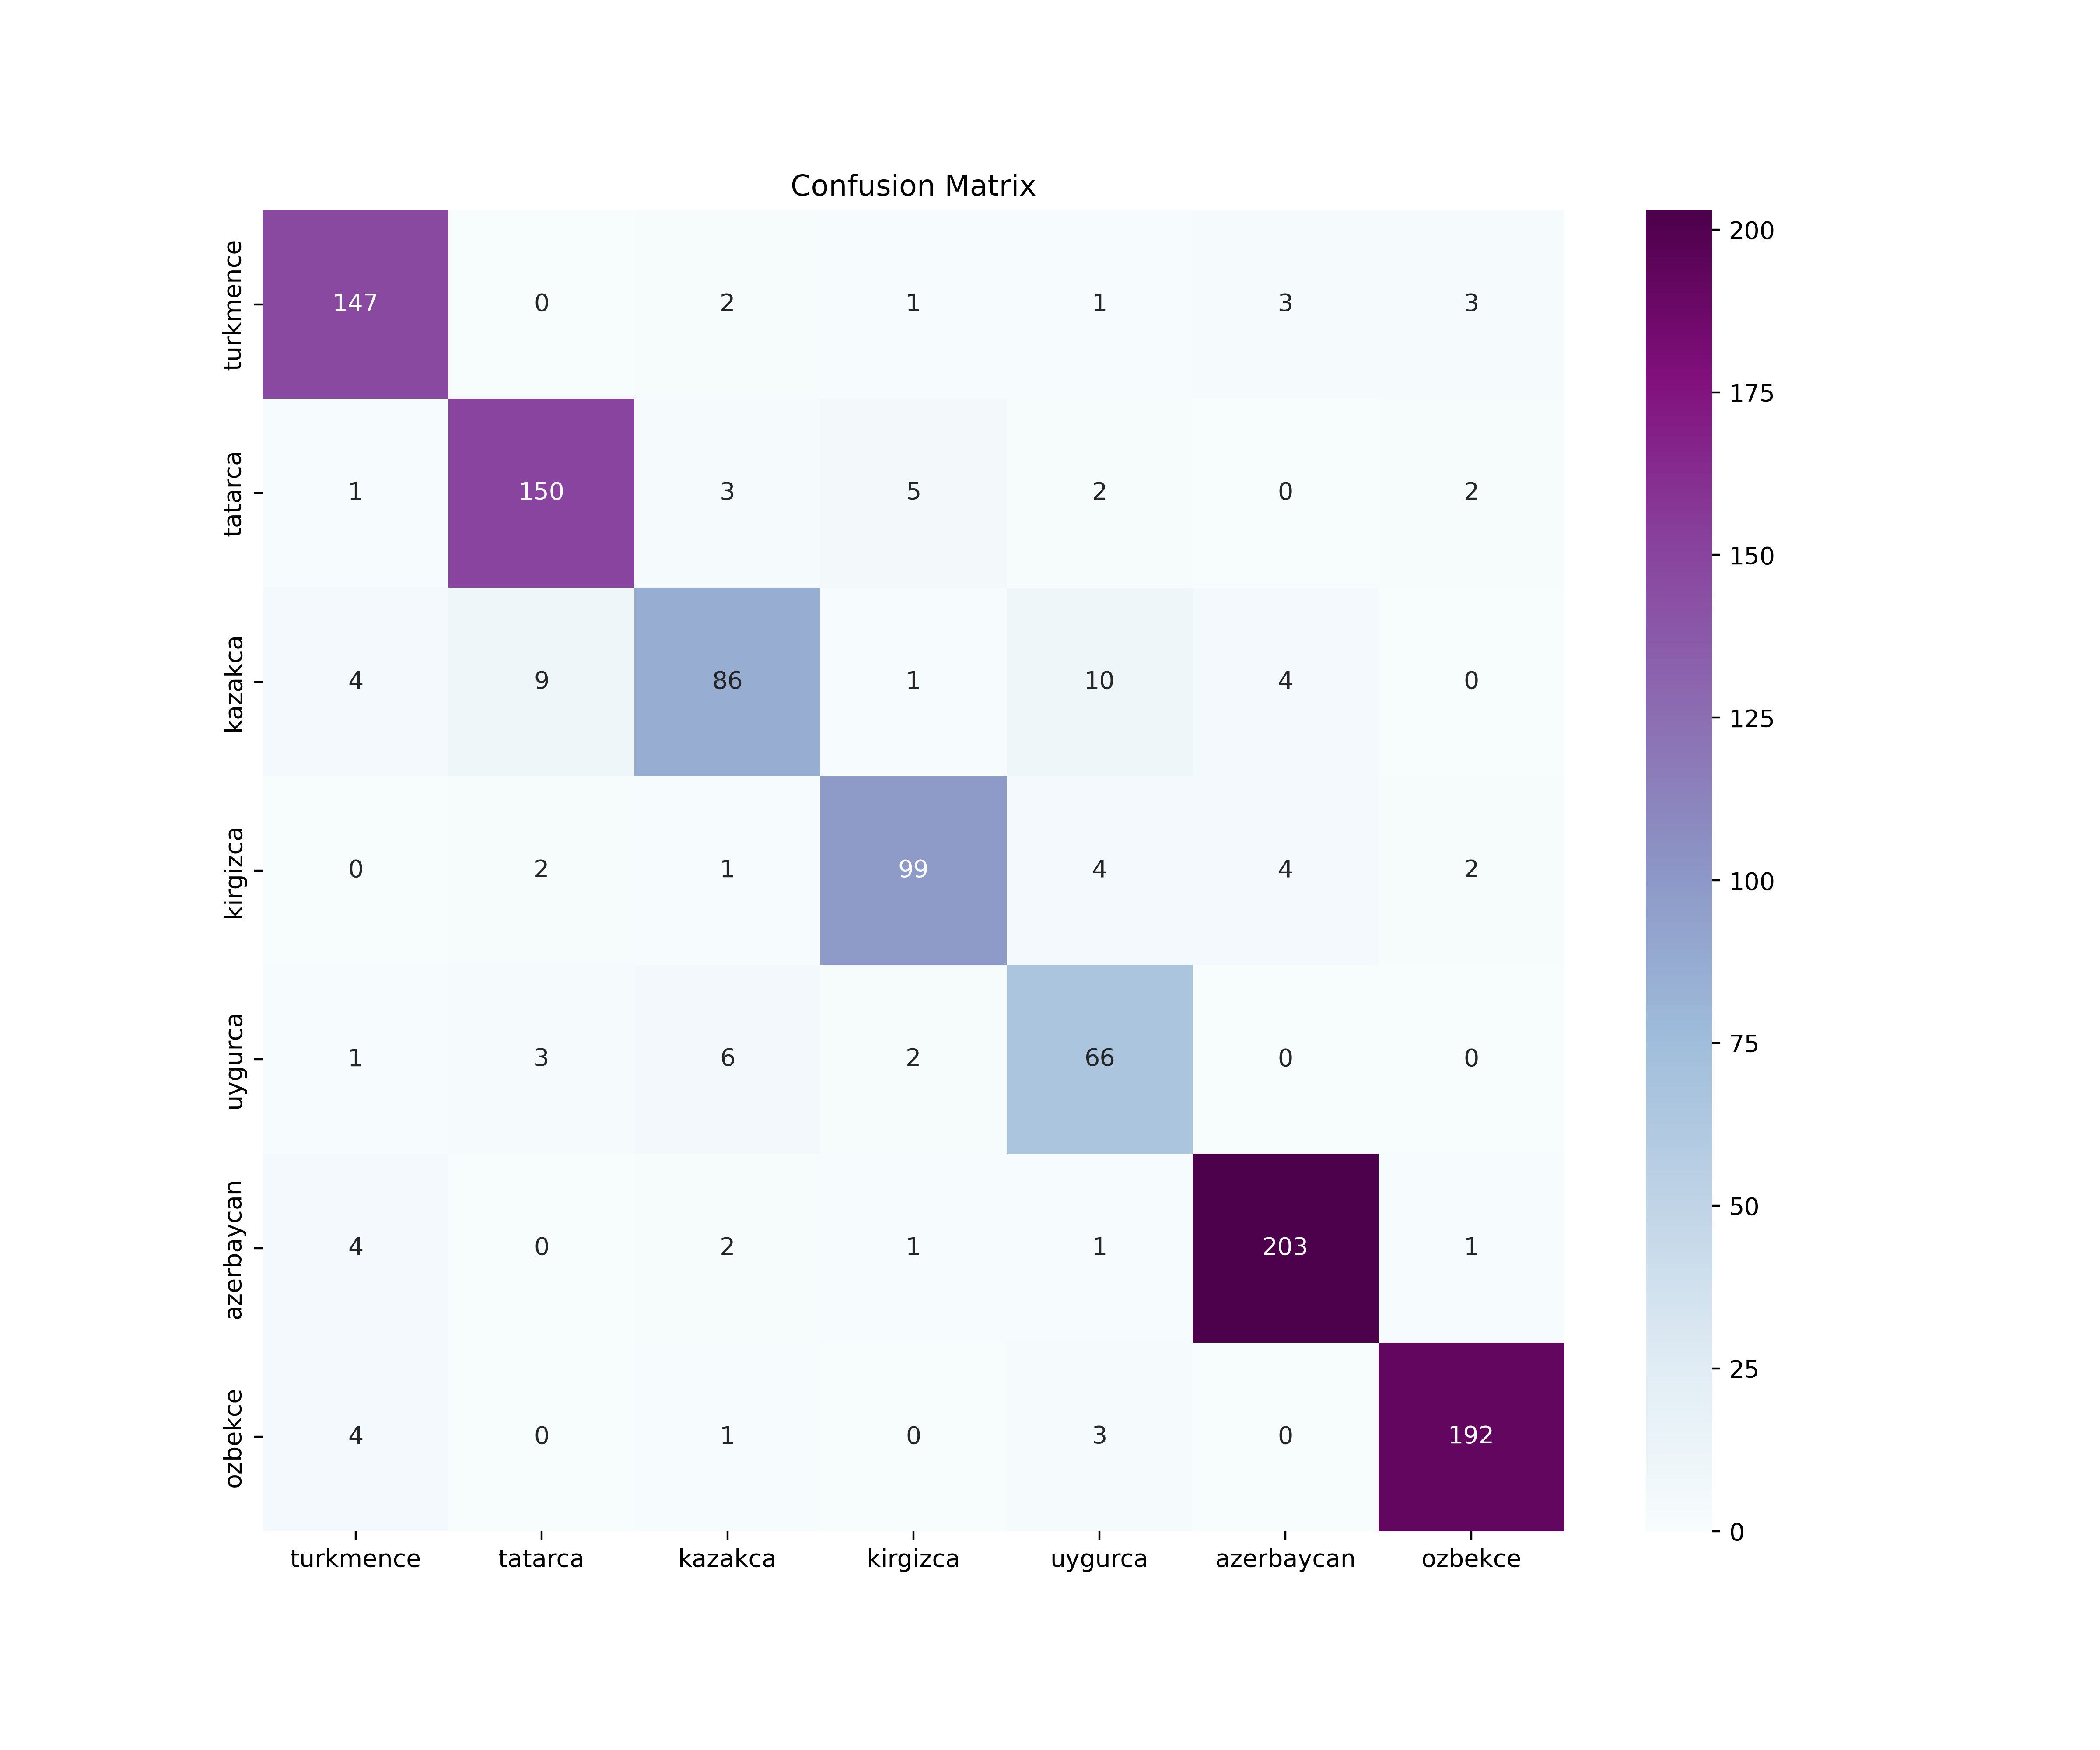 Confusion Matrix
turkmence 147 0 2 1 1 3 3
tatarca 1 150 3 5 2 0 2
kazakca 4 9 86 1 10 4 0
kirgizca 0 2 1 99 4 4 2
uygurca 1 3 6 2 66 0 0
azerbaycan 4 0 2 1 1 203 1
ozbekce 4 0 1 0 3 0 192
turkmence tatarca kazakca kirgizca uygurca azerbaycan ozbekce
200
175
150
125
100
75
50
25
0